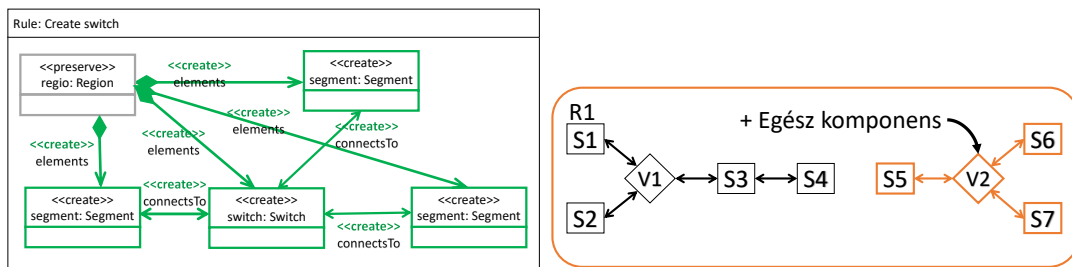 Rule: Create switch
<<preserve>>
regio: Region
<<create>>
elements
<<create>>
segment: Segment
<<create>>
elements
<<create>>
elements
<<create>>
elements
<<create>>
connectsTo
<<create>>
segment: Segment
<<create>>
connectsTo
<<create>>
switch: Switch
<<create>>
connectsTo
<<create>>
segment: Segment
R1
+ Egész komponens
S1
S6
V1
S3
S4
S5
V2
S2
S7